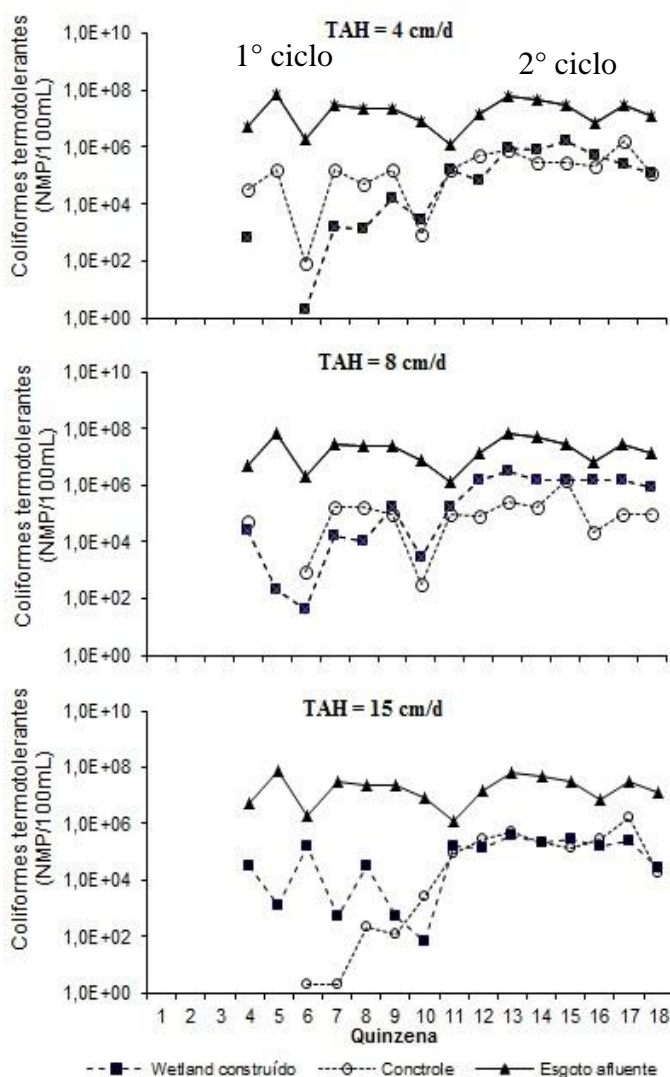 TAH = 4 cm/d
1° ciclo
2° ciclo
Coliformes termotolerantes
(NMP/100mL)
1,0E+10
1,0E+08
1,0E+06
1,0E+04
1,0E+02
1,0E+00
TAH = 8 cm/d
Coliformes termotolerantes
(NMP/100mL)
1,0E+10
1,0E+08
1,0E+06
1,0E+04
1,0E+02
1,0E+00
TAH = 15 cm/d
Coliformes termotolerantes
(NMP/100mL)
1,0E+10
1,0E+08
1,0E+06
1,0E+04
1,0E+02
1,0E+00
1 2 3 4 5 6 7 8 9 10 11 12 13 14 15 16 17 18
Quinzena
Wetland construído Conctrole Esgoto afluente